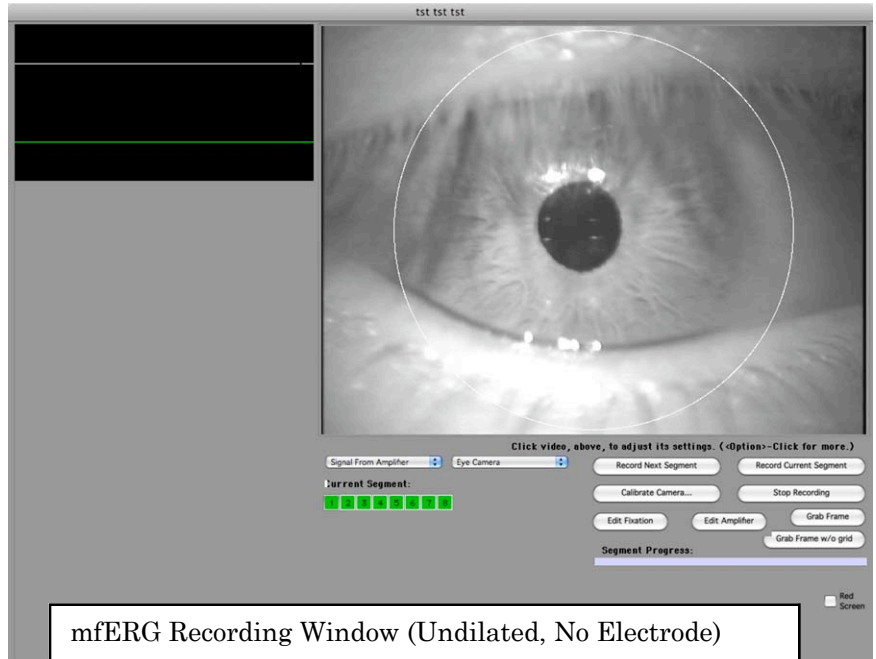 tst tst tst
Click video, above, to adjust its settings. (<Option>-Click for more.)
Signal From Amplifier
Eye Camera
Record Next Segment
Record Current Segment
Current Segment:
Calibrate Camera...
Stop Recording
1 2 3 4 5 6 7 8
Edit Fixation
Edit Amplifier
Grab Frame
Grab Frame w/o grid
Segment Progress:
Red
Screen
mfERG Recording Window (Undilated, No Electrode)